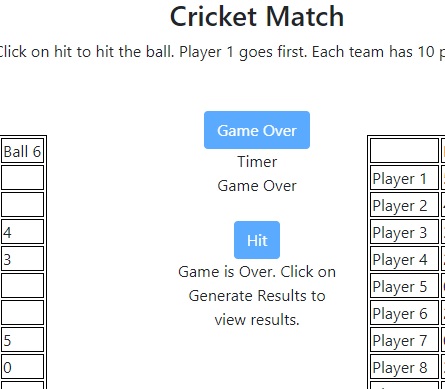 Cricket Match
Click on hit to hit the ball. Player 1 goes first. Each team has 10 p
Game Over
Timer
Game Over
Hit
Game is Over. Click on
Generate Results to
view results.
Ball 6
4
3
5
0
Player 1
Player 2
Player 3
Player 4
Player 5
Player 6
Player 7
Player 8